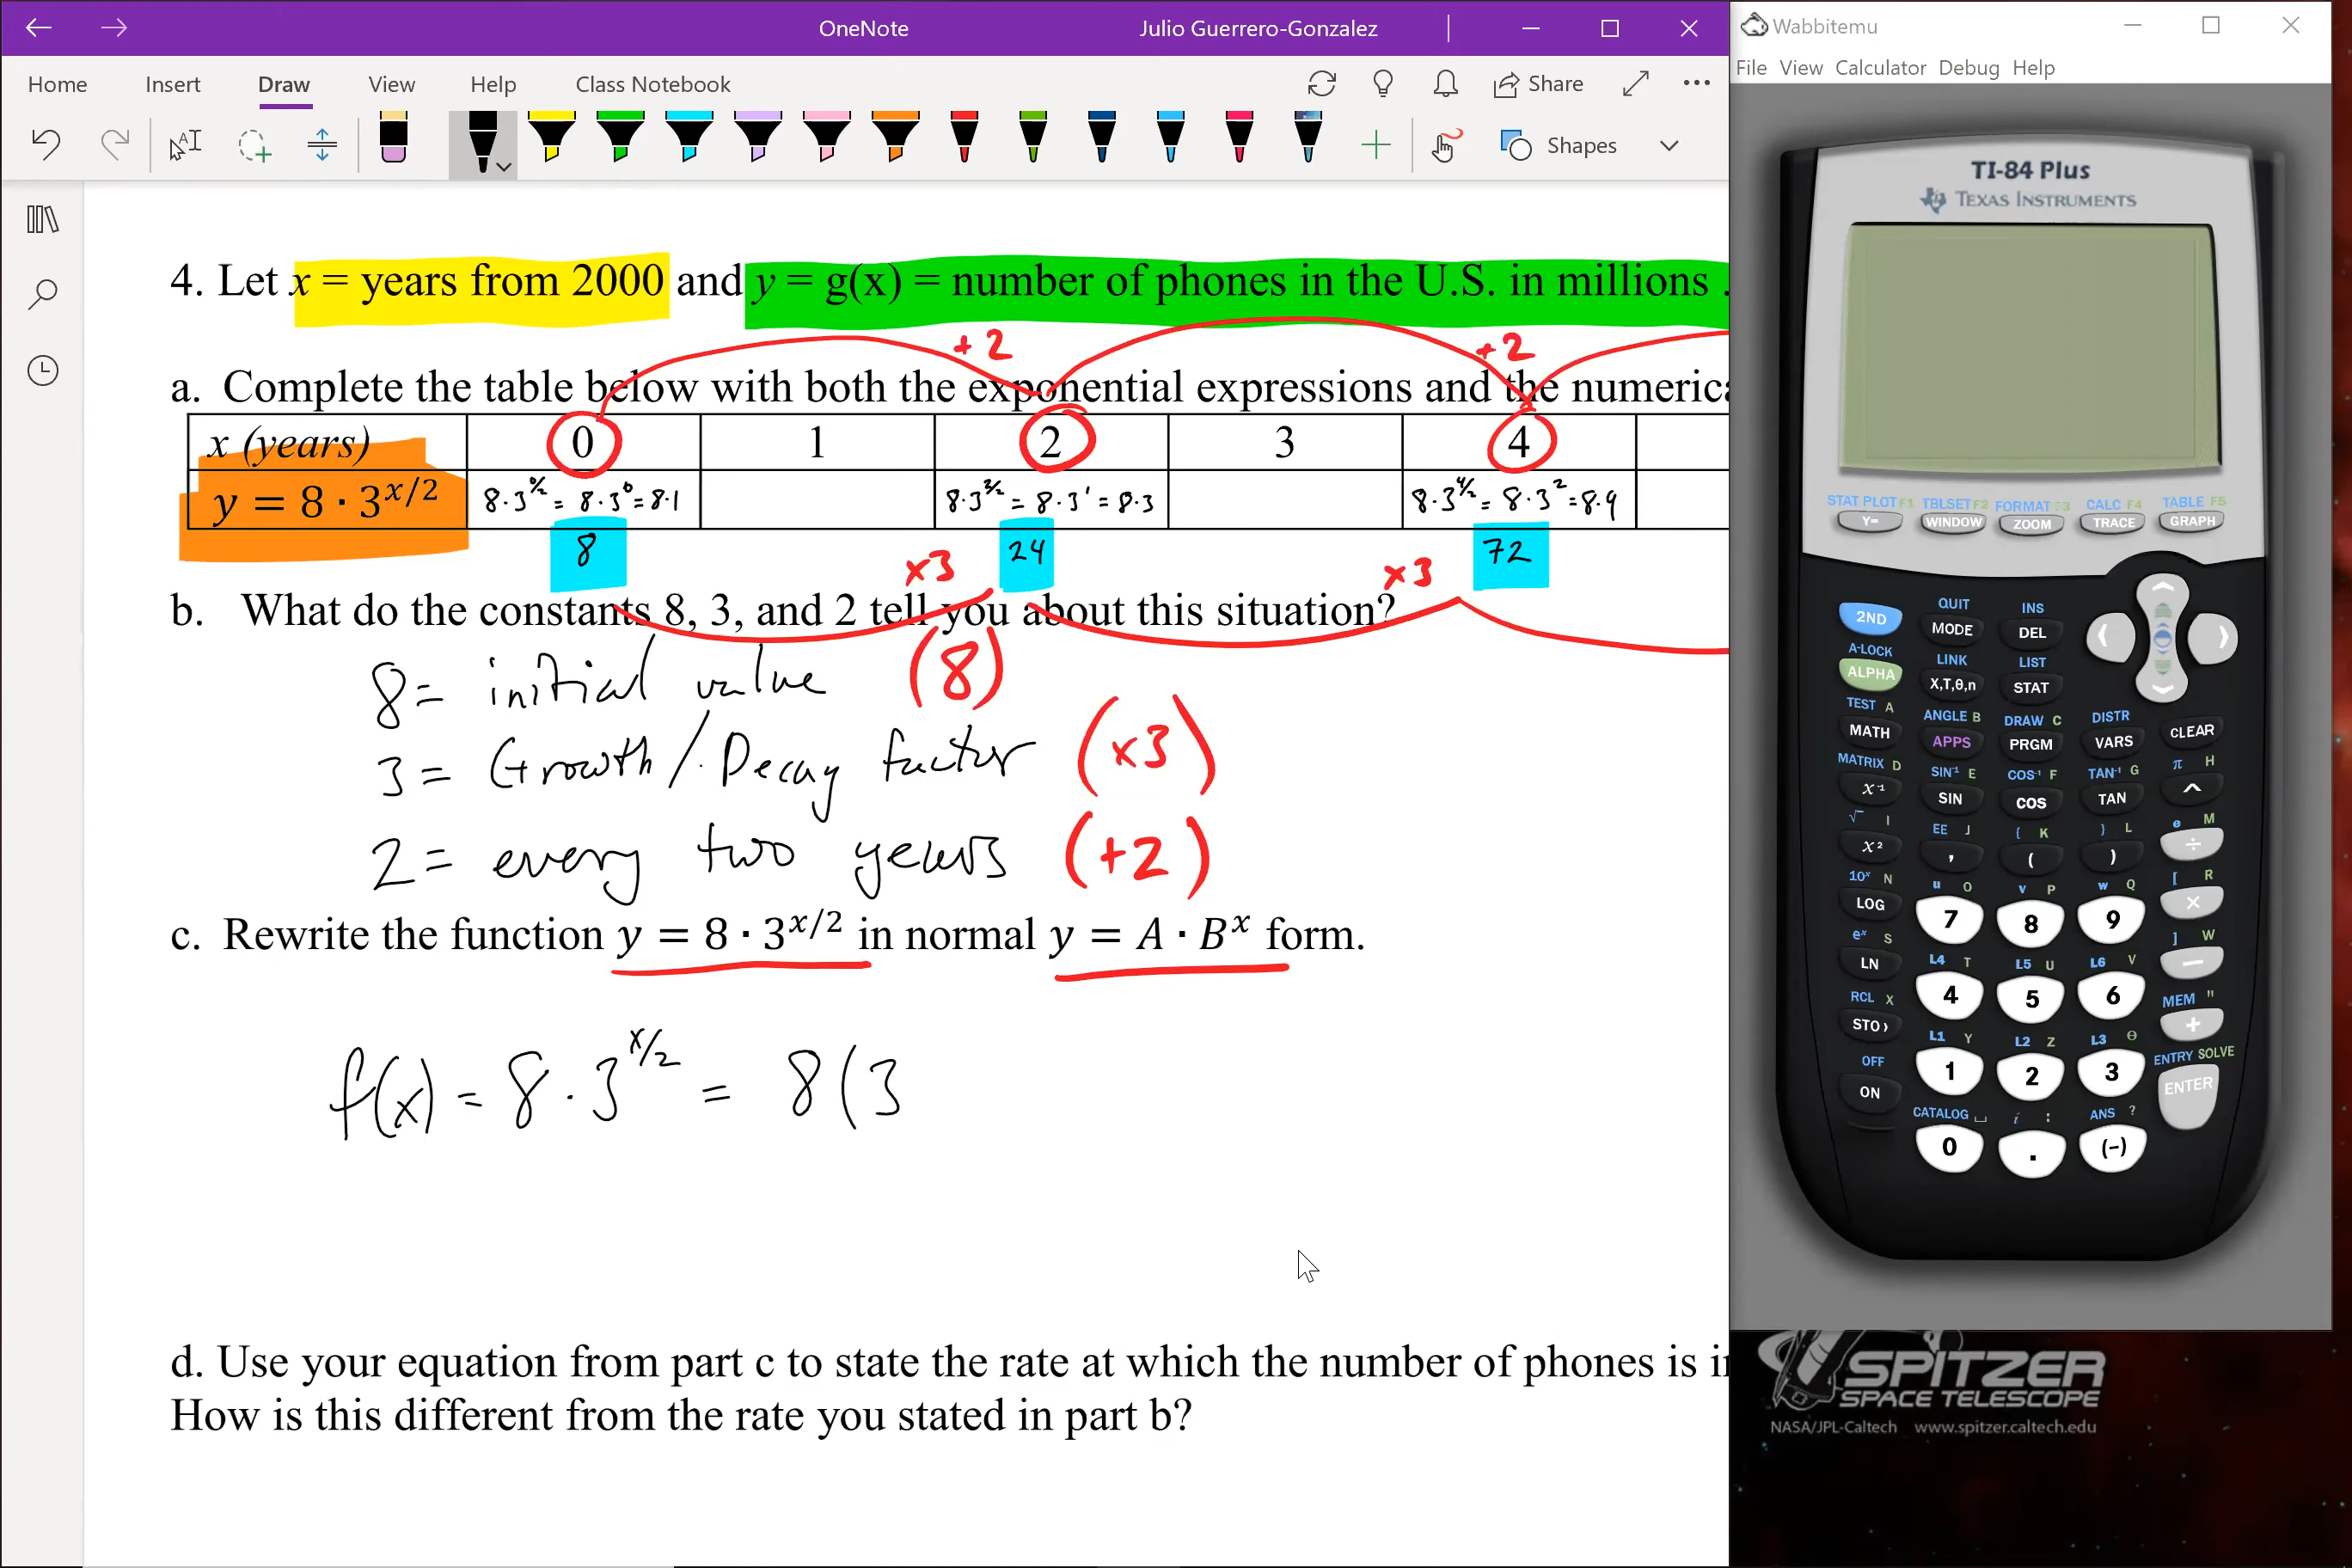 OneNote
Julio Guerrero-Gonzalez
Home Insert Draw View Help Class Notebook Share
Shapes
4. Let x = years from 2000 and y = g(x) = number of phones in the U.S. in millions .
+2 +2
a. Complete the table below with both the exponential expressions and the numerica
x (years) 0 1 2 3 4
y = 8 · 3^{x/2} 8·3^{0/2} = 8·3^0 = 8·1 8·3^{2/2} = 8·3^1 = 8·3 8·3^{4/2} = 8·3^2 = 8·9
8 24 72
×3 ×3
b. What do the constants 8, 3, and 2 tell you about this situation?
8 = initial value (8)
3 = Growth/Decay factor (×3)
2 = every two years (+2)
c. Rewrite the function y = 8 · 3^{x/2} in normal y = A · B^x form.
f(x) = 8 · 3^{x/2} = 8(3
d. Use your equation from part c to state the rate at which the number of phones is i
How is this different from the rate you stated in part b?
Wabbitemu
File View Calculator Debug Help
TI-84 Plus
TEXAS INSTRUMENTS
STAT PLOT F1 TBLSET F2 FORMAT F3 CALC F4 TABLE F5
Y= WINDOW ZOOM TRACE GRAPH
QUIT INS
2ND MODE DEL
A-LOCK LINK LIST
ALPHA X,T,θ,n STAT
TEST A ANGLE B DRAW C DISTR
MATH APPS PRGM VARS CLEAR
MATRIX D SIN⁻¹ E COS⁻¹ F TAN⁻¹ G π H
x⁻¹ SIN COS TAN ^
√ I EE J { K } L e M
x² , ( ) ÷
10ˣ N u O v P w Q [ R
LOG 7 8 9 ×
eˣ S L4 T L5 U L6 V ] W
LN 4 5 6 −
RCL X L1 Y L2 Z L3 θ MEM "
STO› 1 2 3 +
OFF CATALOG ␣ i : ANS ? ENTRY SOLVE
ON 0 . (-) ENTER
SPITZER
SPACE TELESCOPE
NASA/JPL-Caltech www.spitzer.caltech.edu